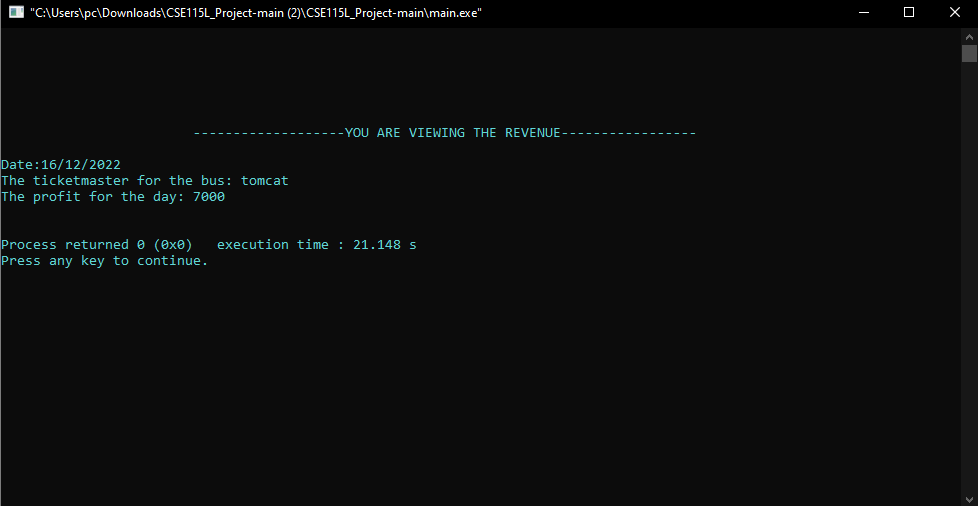 "C:\Users\pc\Downloads\CSE115L_Project-main (2)\CSE115L_Project-main\main.exe"
-------------------YOU ARE VIEWING THE REVENUE-----------------
Date:16/12/2022
The ticketmaster for the bus: tomcat
The profit for the day: 7000
Process returned 0 (0x0)   execution time : 21.148 s
Press any key to continue.